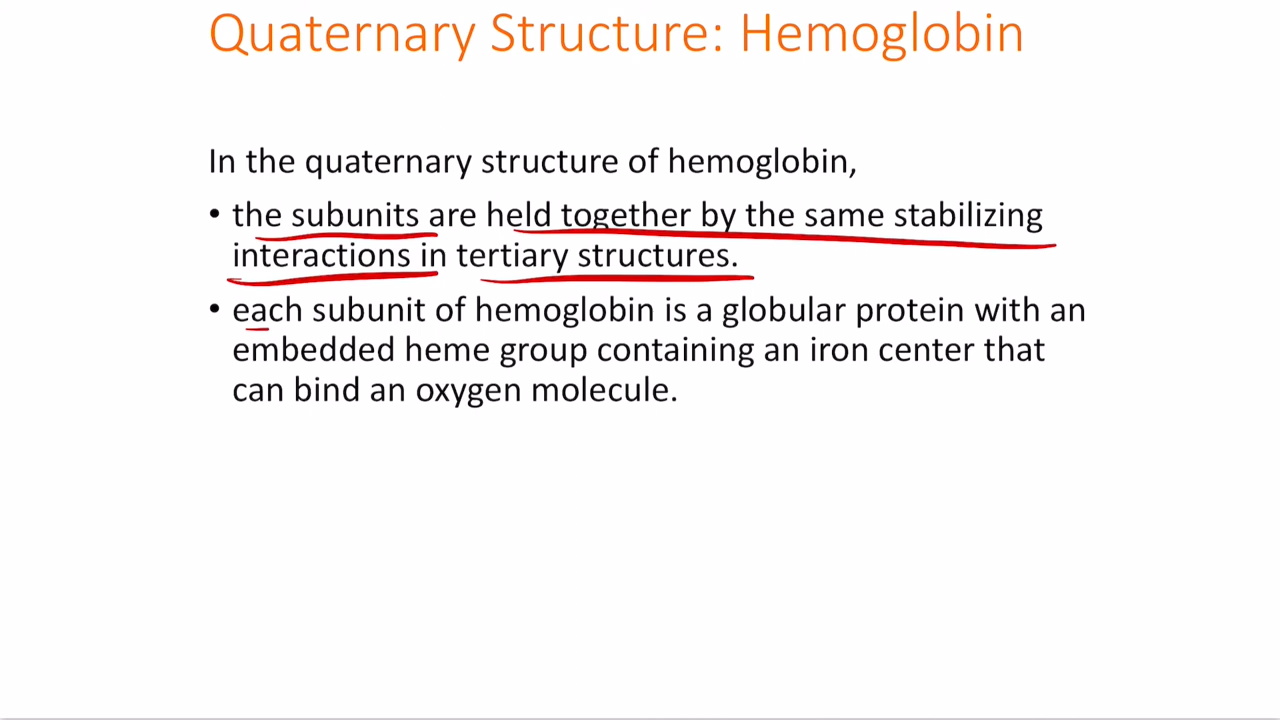 Quaternary Structure: Hemoglobin
In the quaternary structure of hemoglobin,
• the subunits are held together by the same stabilizing
interactions in tertiary structures.
• each subunit of hemoglobin is a globular protein with an
embedded heme group containing an iron center that
can bind an oxygen molecule.